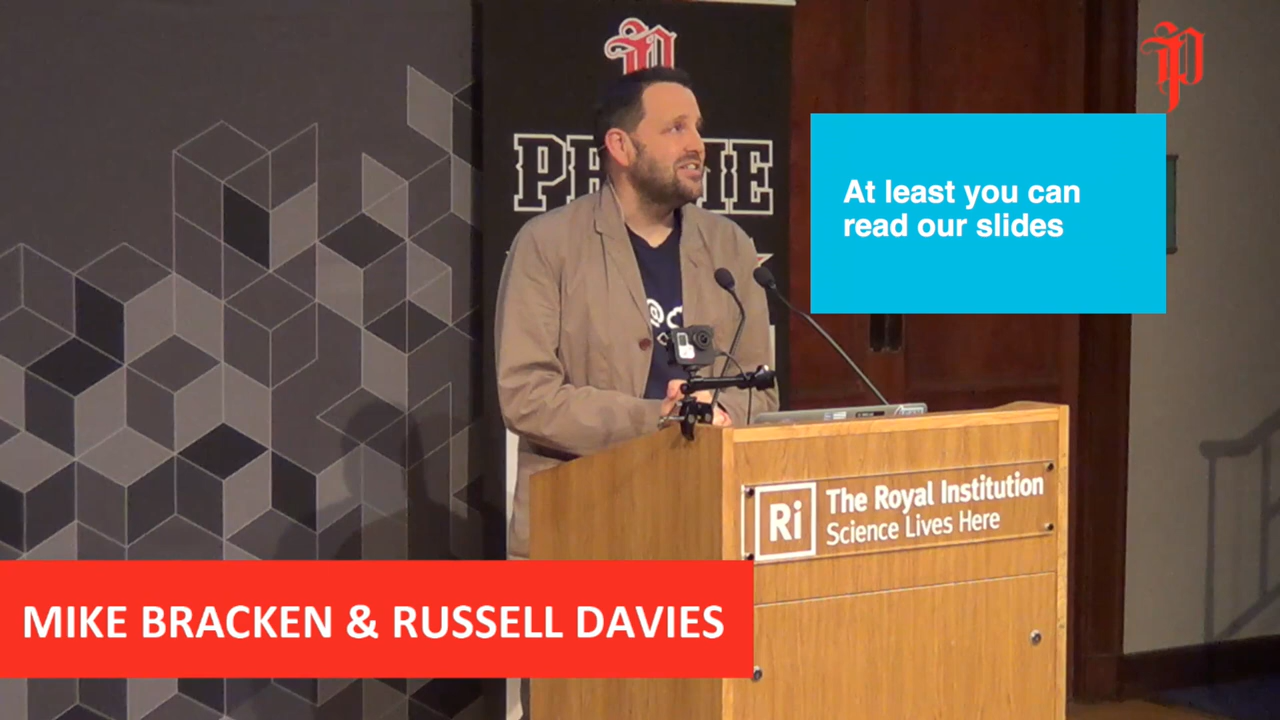 At least you can
read our slides
Ri
The Royal Institution
Science Lives Here
MIKE BRACKEN & RUSSELL DAVIES